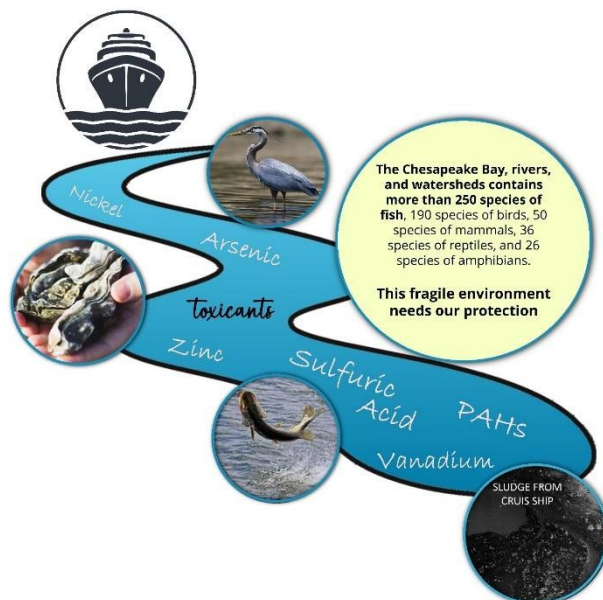 The Chesapeake Bay, rivers,
and watersheds contains
more than 250 species of
fish, 190 species of birds, 50
species of mammals, 36
species of reptiles, and 26
species of amphibians.
This fragile environment
needs our protection
Nickel
Arsenic
toxicants
Zinc
Sulfuric
Acid
PAHs
Vanadium
SLUDGE FROM
CRUIS SHIP